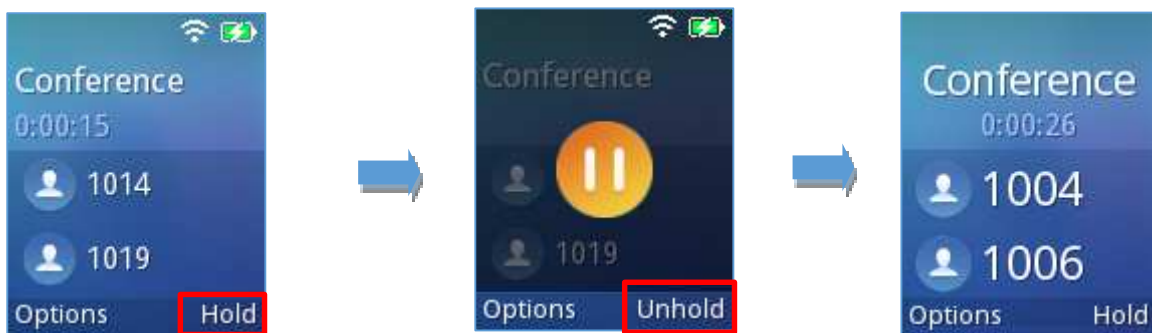 Conference
0:00:15
1014
1019
Options Hold
Conference
1019
Options Unhold
Conference
0:00:26
1004
1006
Options Hold